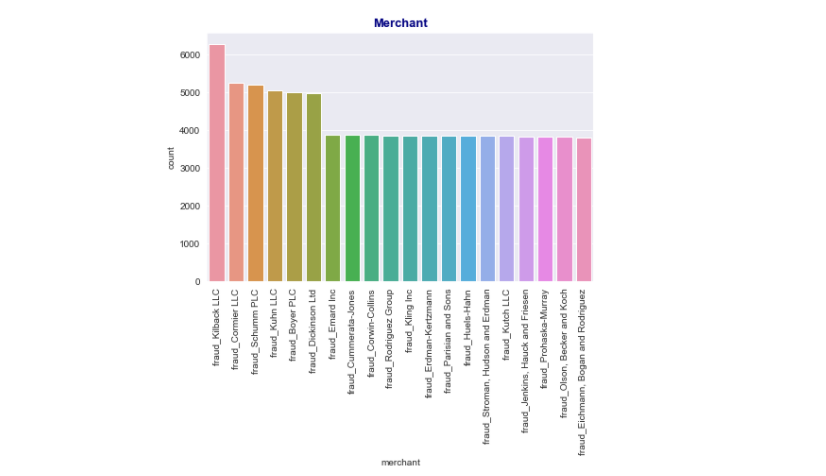 Merchant
6000
5000
4000
3000
2000
1000
0
count
fraud_Kilback LLC
fraud_Cormier LLC
fraud_Schumm PLC
fraud_Kuhn LLC
fraud_Boyer PLC
fraud_Dickinson Ltd
fraud_Emard Inc
fraud_Cummerata-Jones
fraud_Corwin-Collins
fraud_Rodriguez Group
fraud_Kling Inc
fraud_Erdman-Kertzmann
fraud_Parisian and Sons
fraud_Huels-Hahn
fraud_Stroman, Hudson and Erdman
fraud_Kutch LLC
fraud_Jenkins, Hauck and Friesen
fraud_Prohaska-Murray
fraud_Olson, Becker and Koch
fraud_Eichmann, Bogan and Rodriguez
merchant